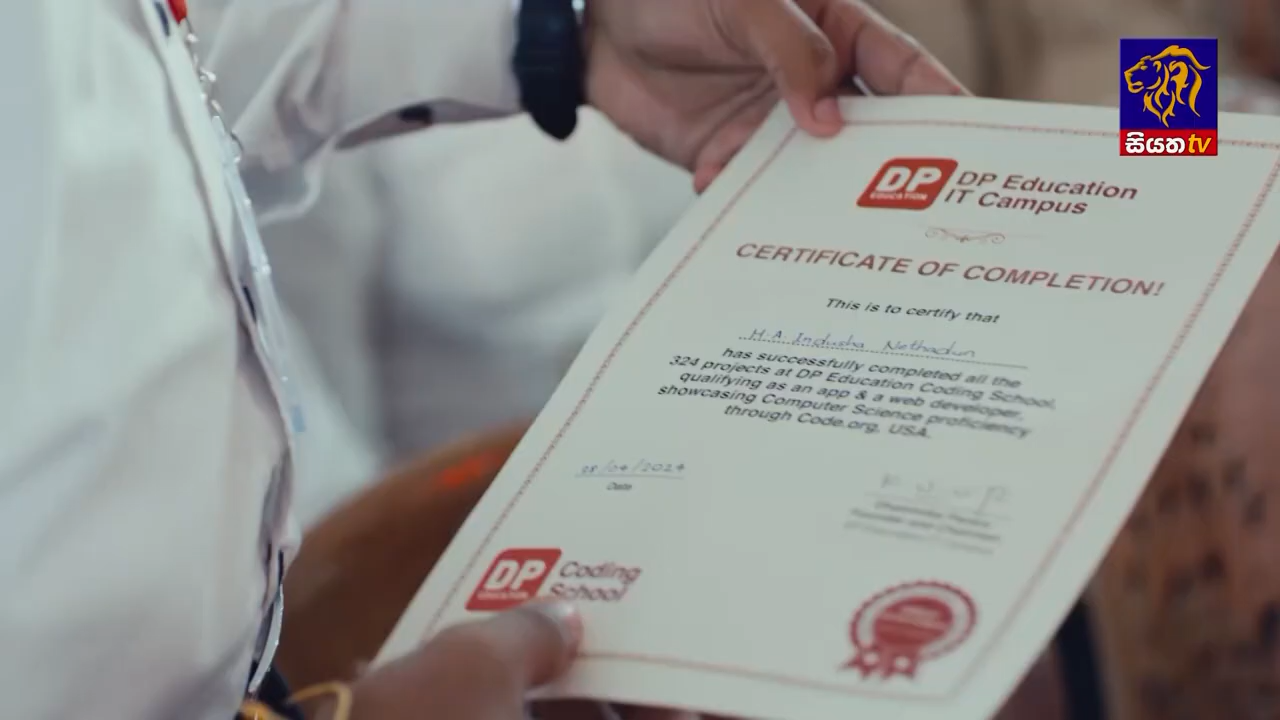 සියත tv
DP
EDUCATION
DP Education
IT Campus
CERTIFICATE OF COMPLETION!
This is to certify that
H.A. Indusha Nethadun
has successfully completed all the
324 projects at DP Education Coding School,
qualifying as an app & a web developer,
showcasing Computer Science proficiency
through Code.org, USA.
/04/2024
Date
DP
EDUCATION
Coding
School